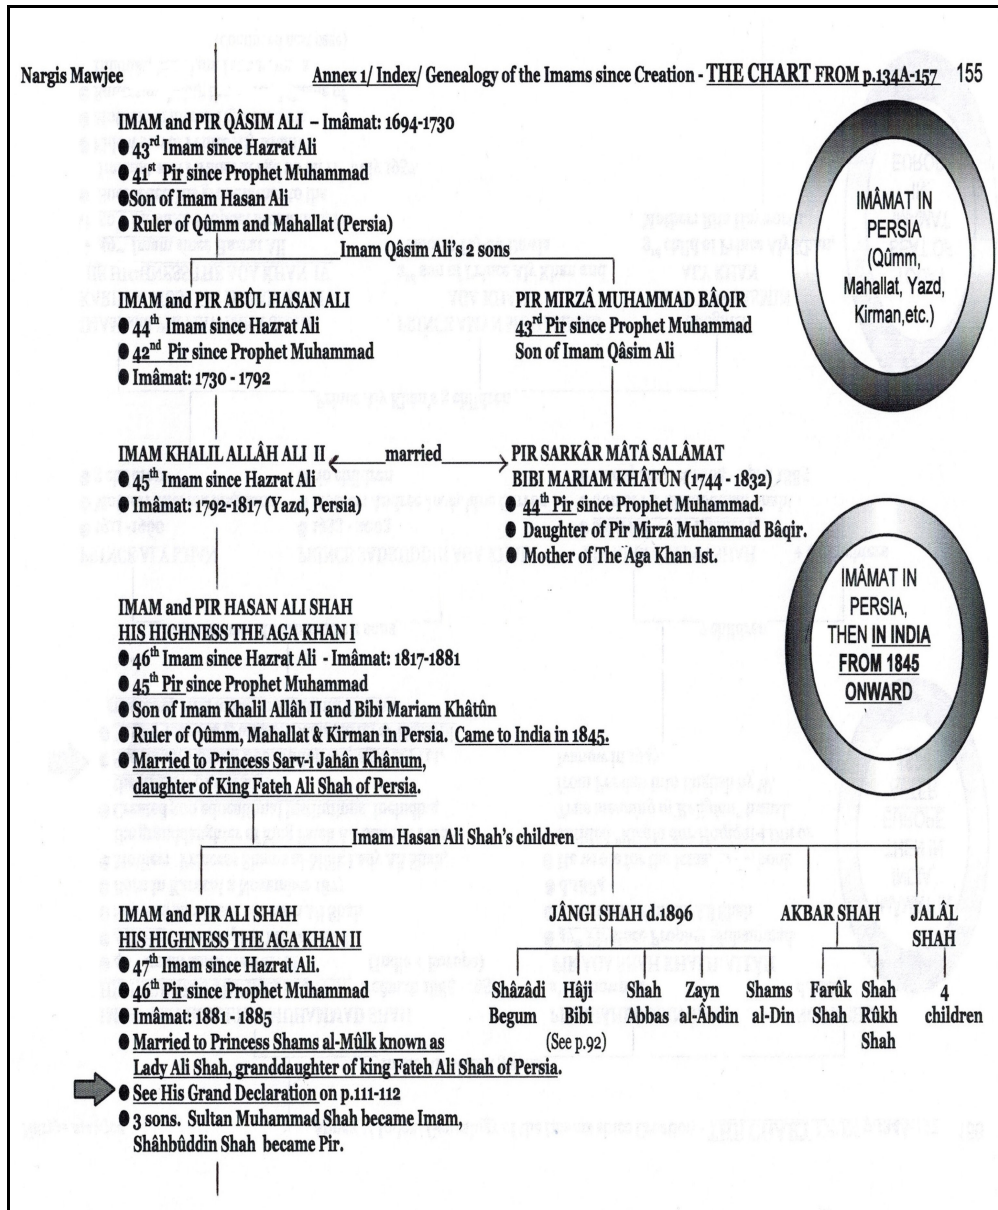 Nargis Mawjee Annex 1/ Index/ Genealogy of the Imams since Creation - THE CHART FROM p.134A-157 155
IMAM and PIR QÂSIM ALI – Imâmat: 1694-1730
● 43rd Imam since Hazrat Ali
● 41st Pir since Prophet Muhammad
●Son of Imam Hasan Ali
● Ruler of Qûmm and Mahallat (Persia)
IMÂMAT IN
PERSIA
(Qûmm,
Mahallat, Yazd,
Kirman,etc.)
Imam Qâsim Ali's 2 sons
IMAM and PIR ABÛL HASAN ALI
● 44th Imam since Hazrat Ali
● 42nd Pir since Prophet Muhammad
● Imâmat: 1730 - 1792
PIR MIRZÂ MUHAMMAD BÂQIR
43rd Pir since Prophet Muhammad
Son of Imam Qâsim Ali
IMAM KHALIL ALLÂH ALI II
● 45th Imam since Hazrat Ali
● Imâmat: 1792-1817 (Yazd, Persia)
married
PIR SARKÂR MÂTÂ SALÂMAT
BIBI MARIAM KHÂTÛN (1744 - 1832)
● 44th Pir since Prophet Muhammad.
● Daughter of Pir Mirzâ Muhammad Bâqir.
● Mother of The Aga Khan Ist.
IMÂMAT IN
PERSIA,
THEN IN INDIA
FROM 1845
ONWARD
IMAM and PIR HASAN ALI SHAH
HIS HIGHNESS THE AGA KHAN I
● 46th Imam since Hazrat Ali - Imâmat: 1817-1881
● 45th Pir since Prophet Muhammad
● Son of Imam Khalil Allâh II and Bibi Mariam Khâtûn
● Ruler of Qûmm, Mahallat & Kirman in Persia. Came to India in 1845.
● Married to Princess Sarv-i Jahân Khânum,
daughter of King Fateh Ali Shah of Persia.
Imam Hasan Ali Shah's children
IMAM and PIR ALI SHAH
HIS HIGHNESS THE AGA KHAN II
● 47th Imam since Hazrat Ali.
● 46th Pir since Prophet Muhammad
● Imâmat: 1881 - 1885
● Married to Princess Shams al-Mûlk known as
Lady Ali Shah, granddaughter of king Fateh Ali Shah of Persia.
● See His Grand Declaration on p.111-112
● 3 sons. Sultan Muhammad Shah became Imam,
Shâhbûddin Shah became Pir.
JÂNGI SHAH d.1896
Shâzâdi
Begum
Hâji
Bibi
(See p.92)
Shah
Abbas
Zayn
al-Âbdin
Shams
al-Din
AKBAR SHAH
Farûk
Shah
Shah
Rûkh
Shah
JALÂL
SHAH
4
children